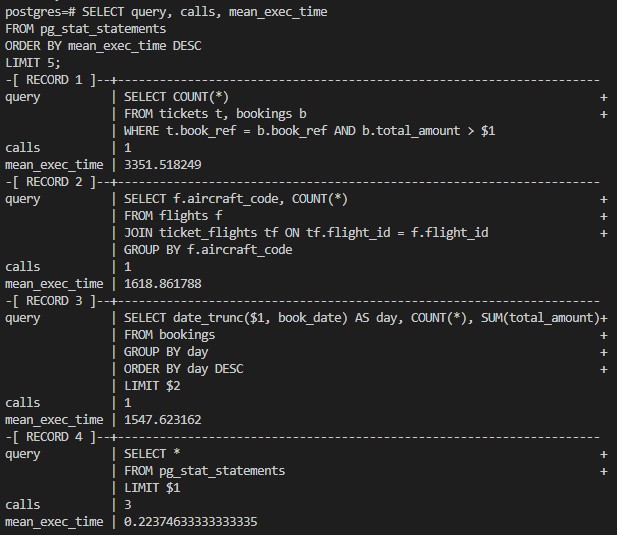 postgres=# SELECT query, calls, mean_exec_time
FROM pg_stat_statements
ORDER BY mean_exec_time DESC
LIMIT 5;
-[ RECORD 1 ]--+----------------------------------------------------------------
query          | SELECT COUNT(*)                                                +
               | FROM tickets t, bookings b                                     +
               | WHERE t.book_ref = b.book_ref AND b.total_amount > $1
calls          | 1
mean_exec_time | 3351.518249
-[ RECORD 2 ]--+----------------------------------------------------------------
query          | SELECT f.aircraft_code, COUNT(*)                               +
               | FROM flights f                                                 +
               | JOIN ticket_flights tf ON tf.flight_id = f.flight_id           +
               | GROUP BY f.aircraft_code
calls          | 1
mean_exec_time | 1618.861788
-[ RECORD 3 ]--+----------------------------------------------------------------
query          | SELECT date_trunc($1, book_date) AS day, COUNT(*), SUM(total_amount)+
               | FROM bookings                                                  +
               | GROUP BY day                                                   +
               | ORDER BY day DESC                                              +
               | LIMIT $2
calls          | 1
mean_exec_time | 1547.623162
-[ RECORD 4 ]--+----------------------------------------------------------------
query          | SELECT *                                                       +
               | FROM pg_stat_statements                                        +
               | LIMIT $1
calls          | 3
mean_exec_time | 0.22374633333333335